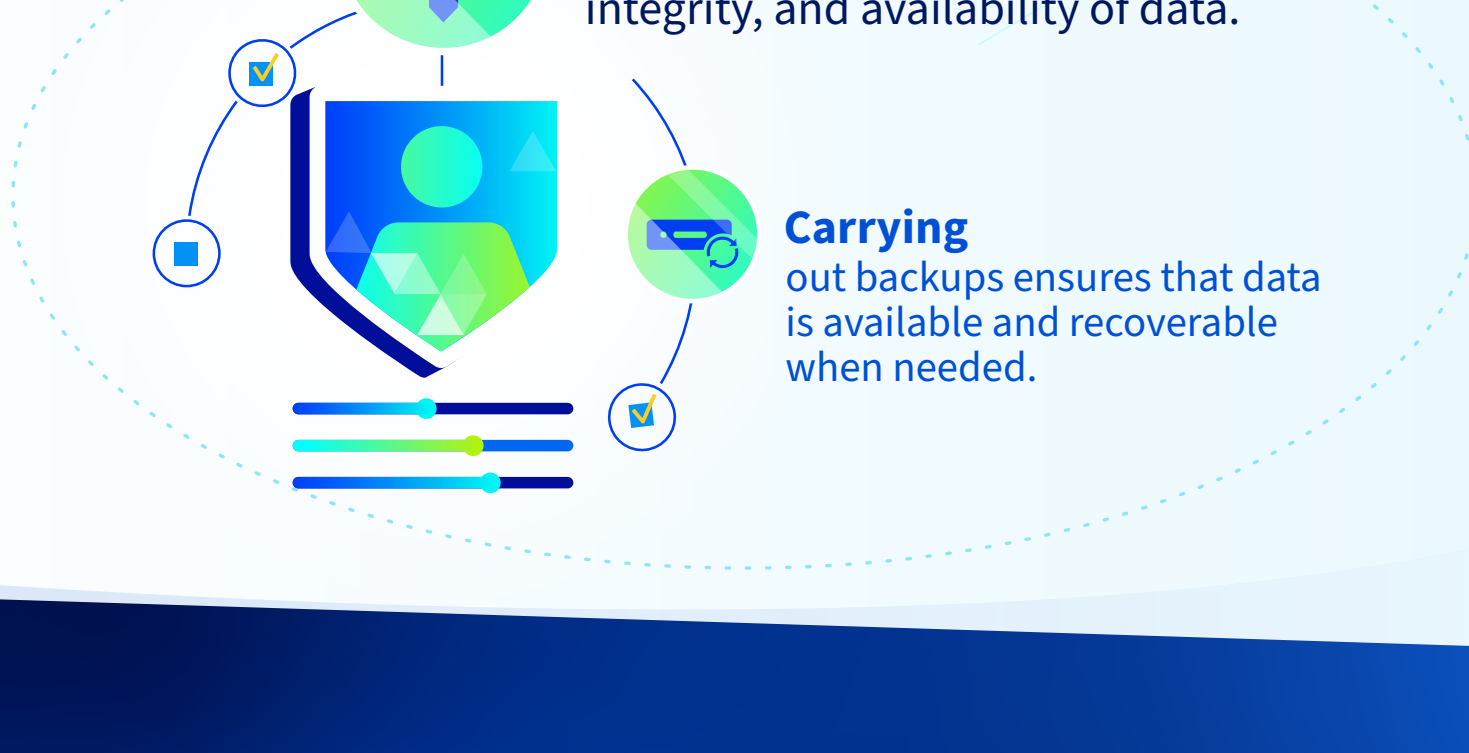 integrity, and availability of data.
Carrying
out backups ensures that data
is available and recoverable
when needed.